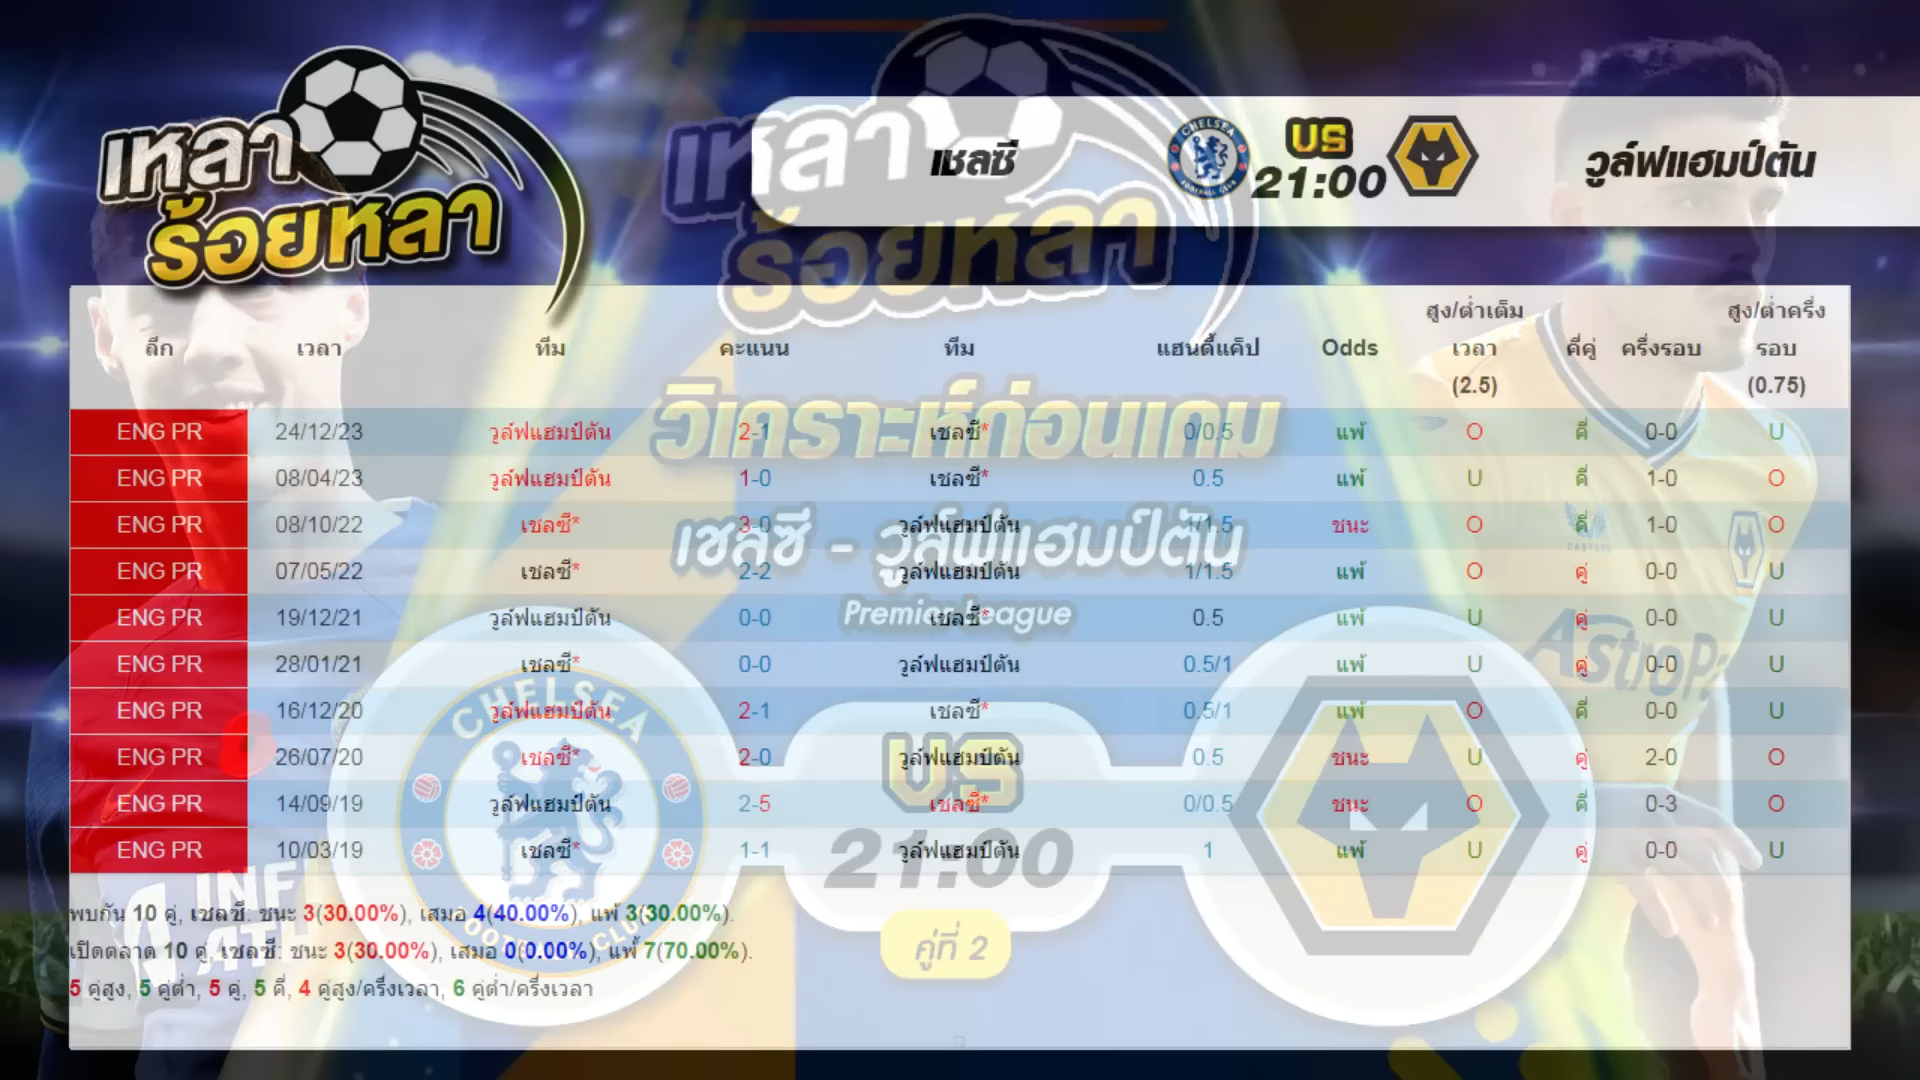 เหลา
ร้อยหลา
เหลา
ร้อยหลา
เชลซี VS วูล์ฟแฮมป์ตัน
21:00
CHELSEA
FOOTBALL CLUB
วิเคราะห์ก่อนเกม
เชลซี - วูล์ฟแฮมป์ตัน
Premier League
CHELSEA
FOOTBALL CLUB
VS
21:00
คู่ที่ 2
CASTORE
INFINITE
ATHLETE
ลีก เวลา ทีม คะแนน ทีม แฮนดี้แค็ป Odds สูง/ต่ำเต็มเวลา (2.5) คี่คู่ ครึ่งรอบ สูง/ต่ำครึ่งรอบ (0.75)
ENG PR 24/12/23 วูล์ฟแฮมป์ตัน 2-1 เชลซี* 0/0.5 แพ้ O คี่ 0-0 U
ENG PR 08/04/23 วูล์ฟแฮมป์ตัน 1-0 เชลซี* 0.5 แพ้ U คี่ 1-0 O
ENG PR 08/10/22 เชลซี* 3-0 วูล์ฟแฮมป์ตัน 1/1.5 ชนะ O คี่ 1-0 O
ENG PR 07/05/22 เชลซี* 2-2 วูล์ฟแฮมป์ตัน 1/1.5 แพ้ O คู่ 0-0 U
ENG PR 19/12/21 วูล์ฟแฮมป์ตัน 0-0 เชลซี* 0.5 แพ้ U คู่ 0-0 U
ENG PR 28/01/21 เชลซี* 0-0 วูล์ฟแฮมป์ตัน 0.5/1 แพ้ U คู่ 0-0 U
ENG PR 16/12/20 วูล์ฟแฮมป์ตัน 2-1 เชลซี* 0.5/1 แพ้ O คี่ 0-0 U
ENG PR 26/07/20 เชลซี* 2-0 วูล์ฟแฮมป์ตัน 0.5 ชนะ U คู่ 2-0 O
ENG PR 14/09/19 วูล์ฟแฮมป์ตัน 2-5 เชลซี* 0/0.5 ชนะ O คี่ 0-3 O
ENG PR 10/03/19 เชลซี* 1-1 วูล์ฟแฮมป์ตัน 1 แพ้ U คู่ 0-0 U
พบกัน 10 คู่, เชลซี: ชนะ 3(30.00%), เสมอ 4(40.00%), แพ้ 3(30.00%).
เปิดตลาด 10 คู่, เชลซี: ชนะ 3(30.00%), เสมอ 0(0.00%), แพ้ 7(70.00%).
5 คู่สูง, 5 คู่ต่ำ, 5 คู่, 5 คี่, 4 คู่สูง/ครึ่งเวลา, 6 คู่ต่ำ/ครึ่งเวลา